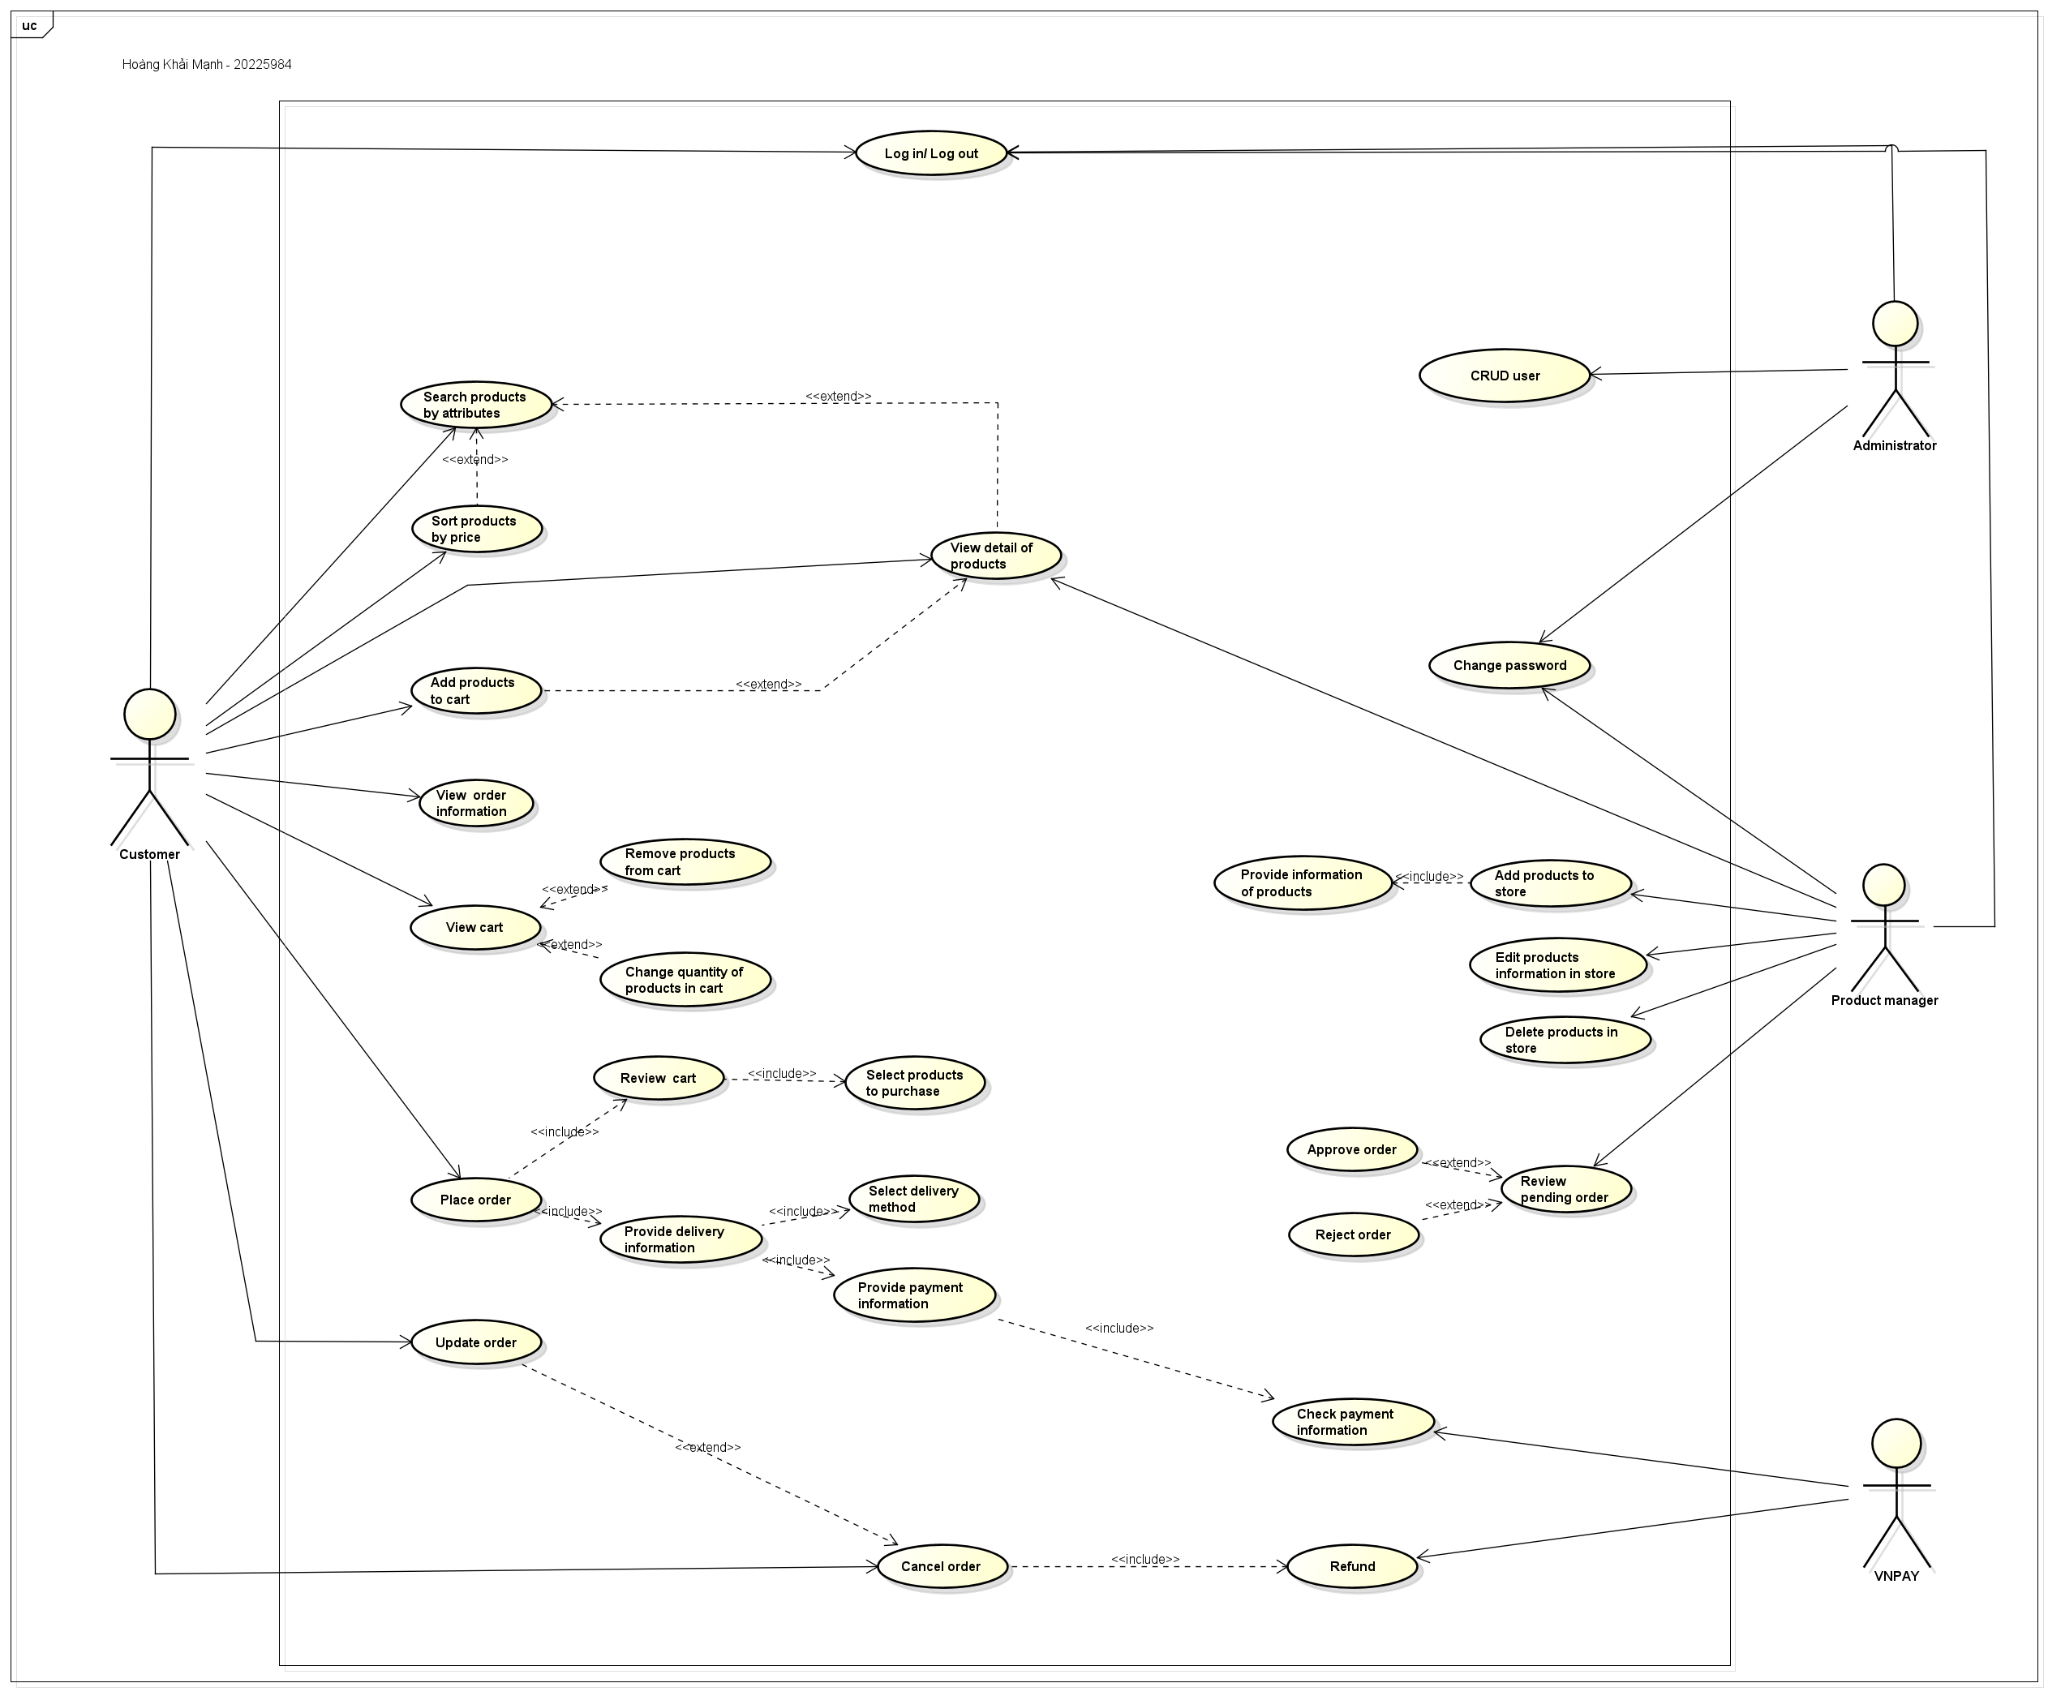 uc
Hoàng Khải Mạnh - 20225984
Log in/ Log out
CRUD user
Search products
by attributes
<<extend>>
<<extend>>
Administrator
Sort products
by price
View detail of
products
Change password
Add products
to cart
<<extend>>
View  order
information
Customer
Remove products
from cart
<<extend>>
View cart
<<extend>>
Change quantity of
products in cart
Provide information
of products
<<include>>
Add products to
store
Edit products
information in store
Product manager
Delete products in
store
Review  cart
<<include>>
Select products
to purchase
<<include>>
Approve order
<<extend>>
Review
pending order
<<extend>>
Reject order
Place order
<<include>>
Provide delivery
information
<<include>>
Select delivery
method
<<include>>
Provide payment
information
<<include>>
Update order
Check payment
information
<<extend>>
Cancel order
<<include>>
Refund
VNPAY